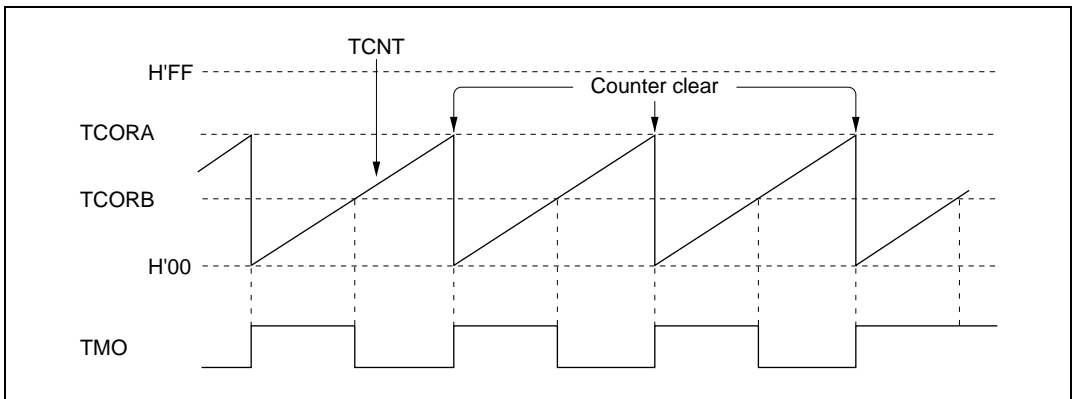 TCNT
H'FF
Counter clear
TCORA
TCORB
H'00
TMO